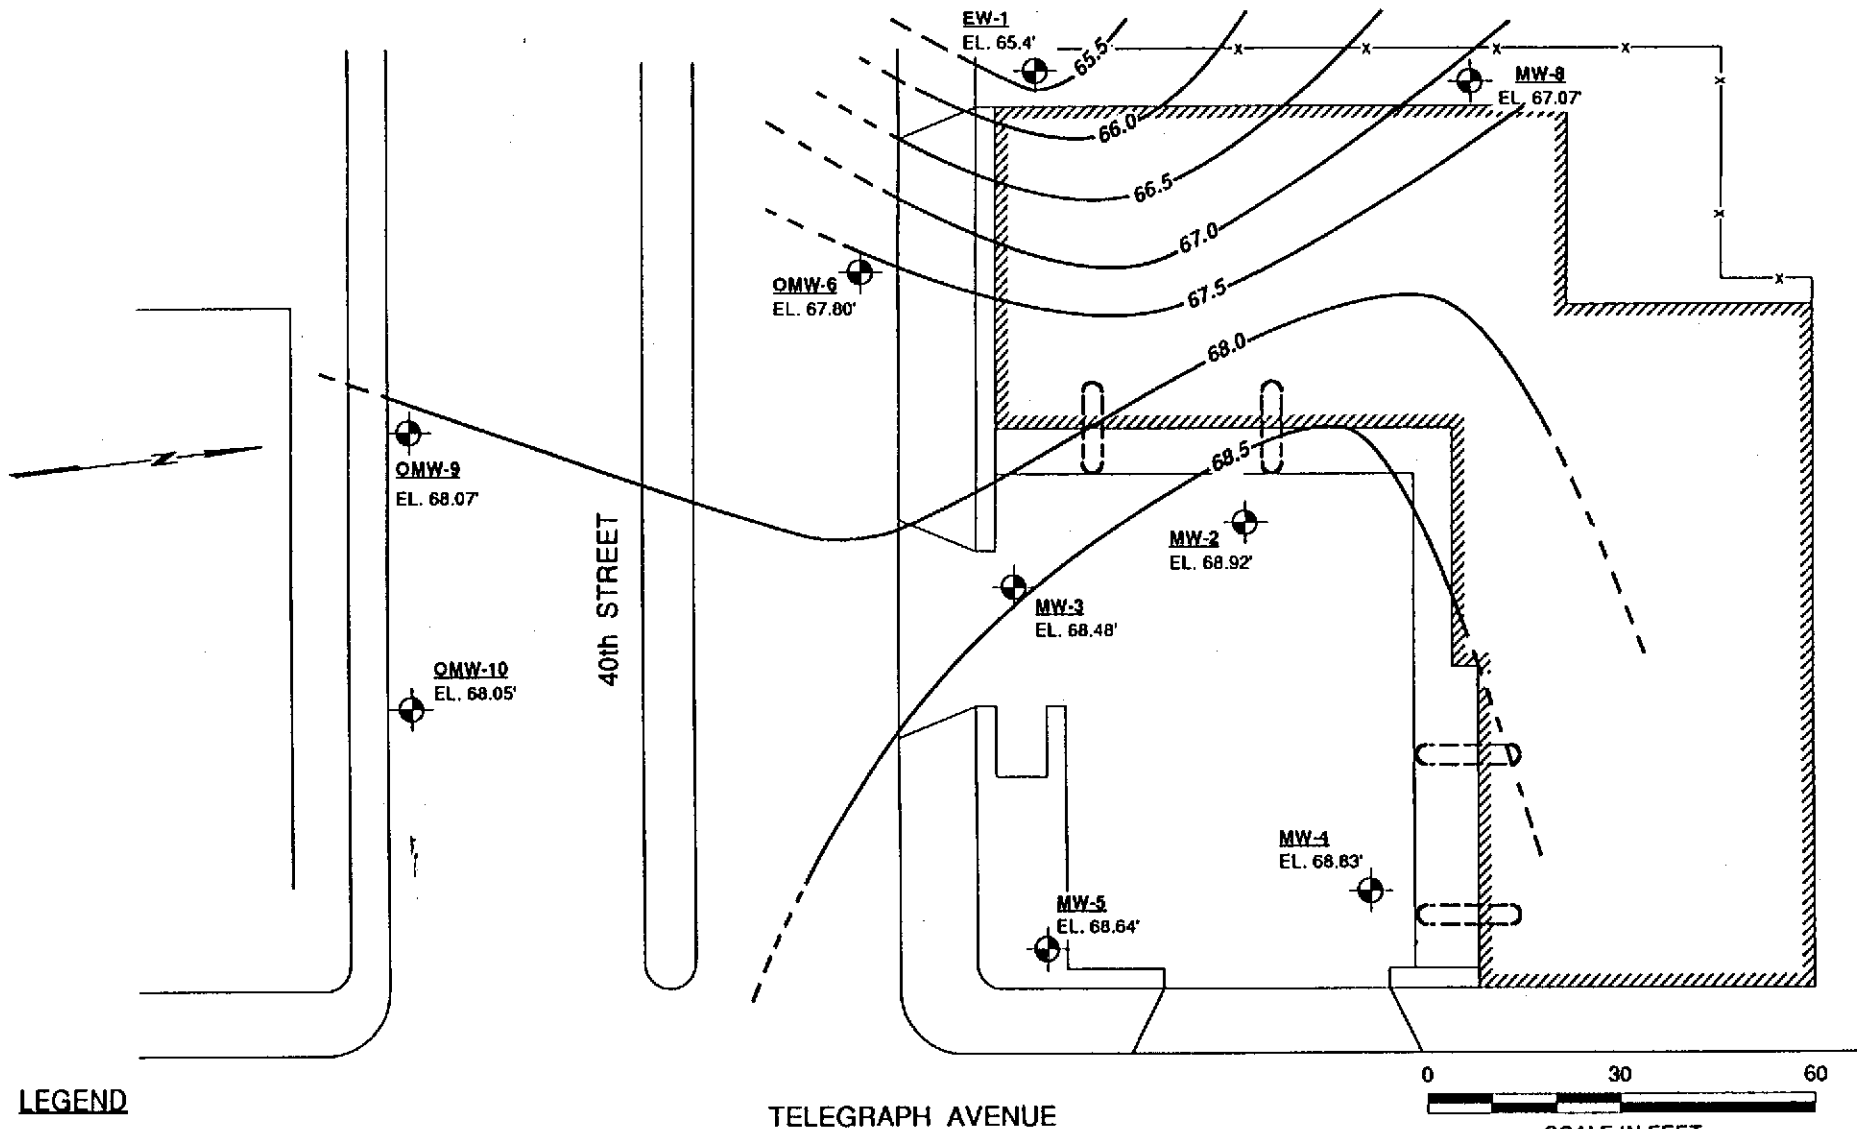 EW-1
EL. 65.4'
65.5
MW-8
EL. 67.07'
66.0
66.5
67.0
67.5
OMW-6
EL. 67.80'
68.0
68.5
OMW-9
EL. 68.07'
N
MW-2
EL. 68.92'
MW-3
EL. 68.48'
40th STREET
OMW-10
EL. 68.05'
MW-4
EL. 68.83'
MW-5
EL. 68.64'
LEGEND
TELEGRAPH AVENUE
0 30 60
SCALE IN FEET